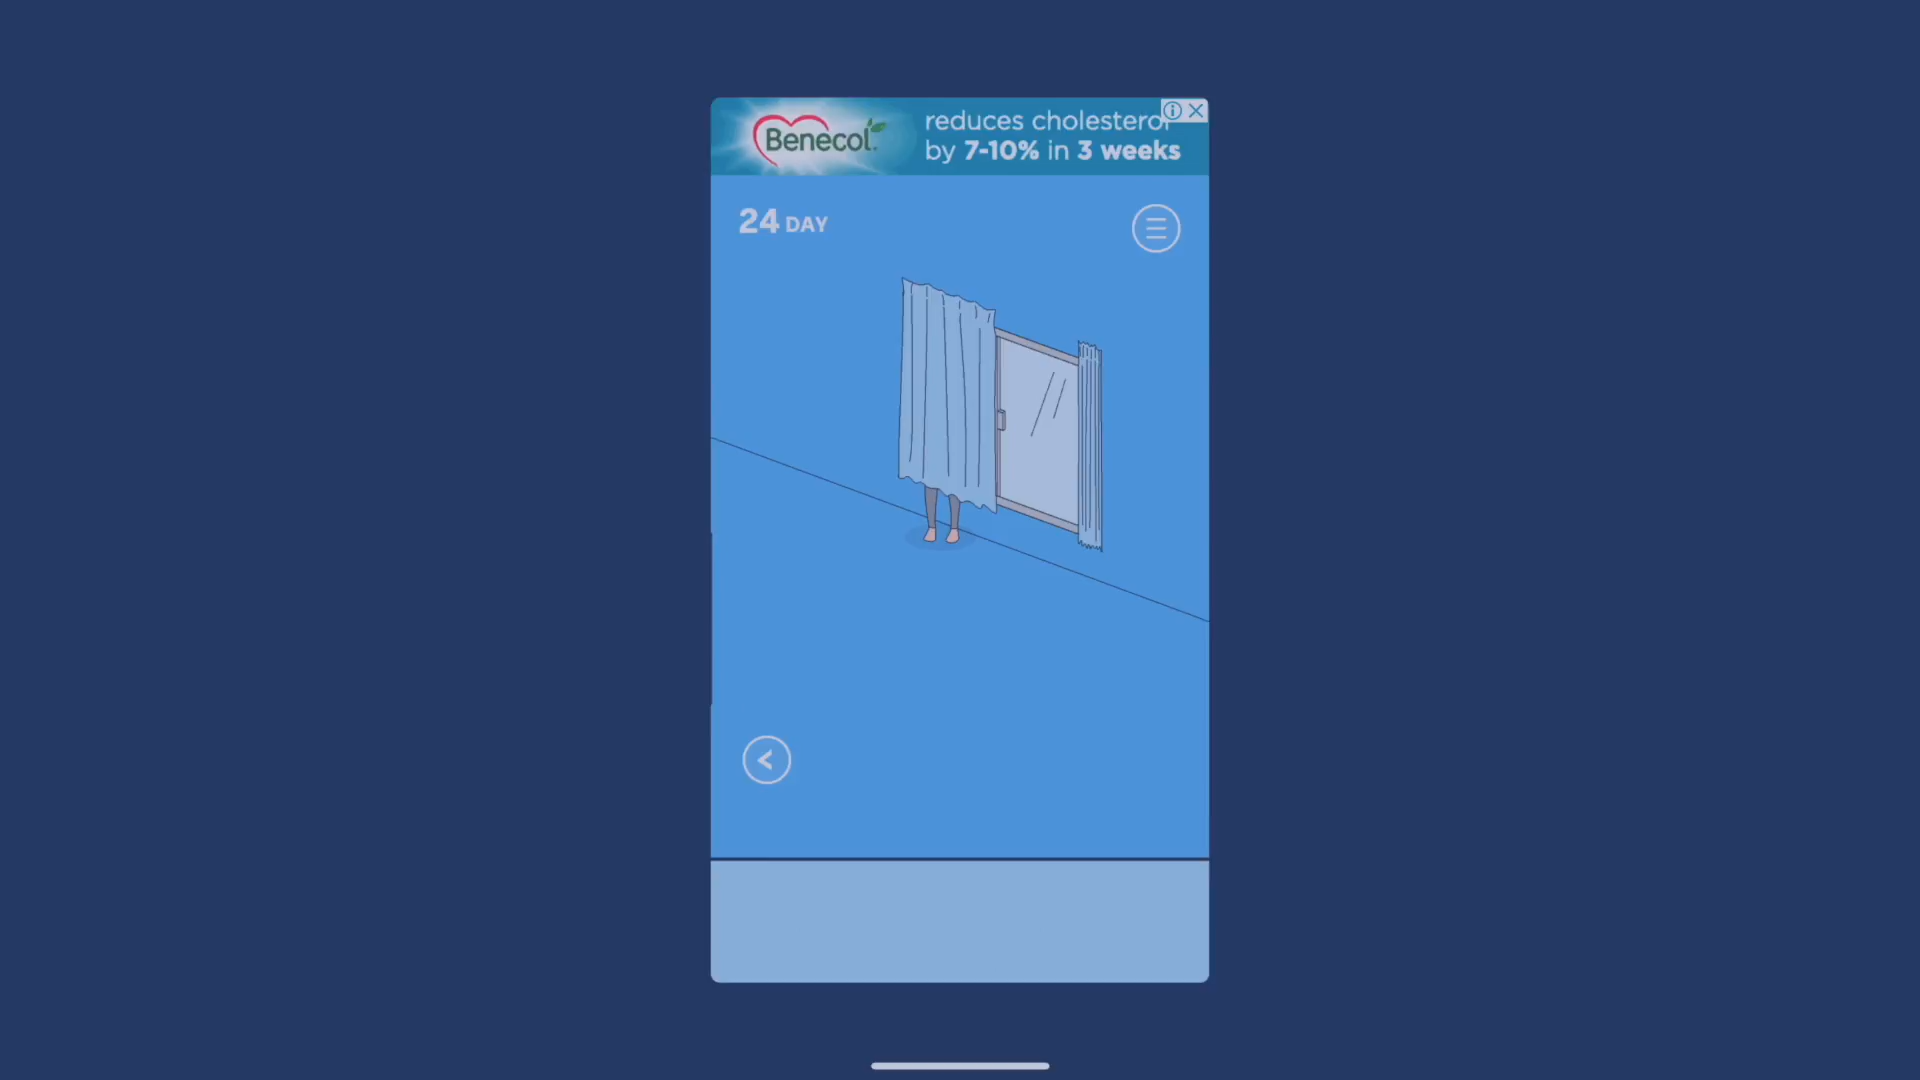 Benecol.
reduces cholesterol
by 7-10% in 3 weeks
24 DAY